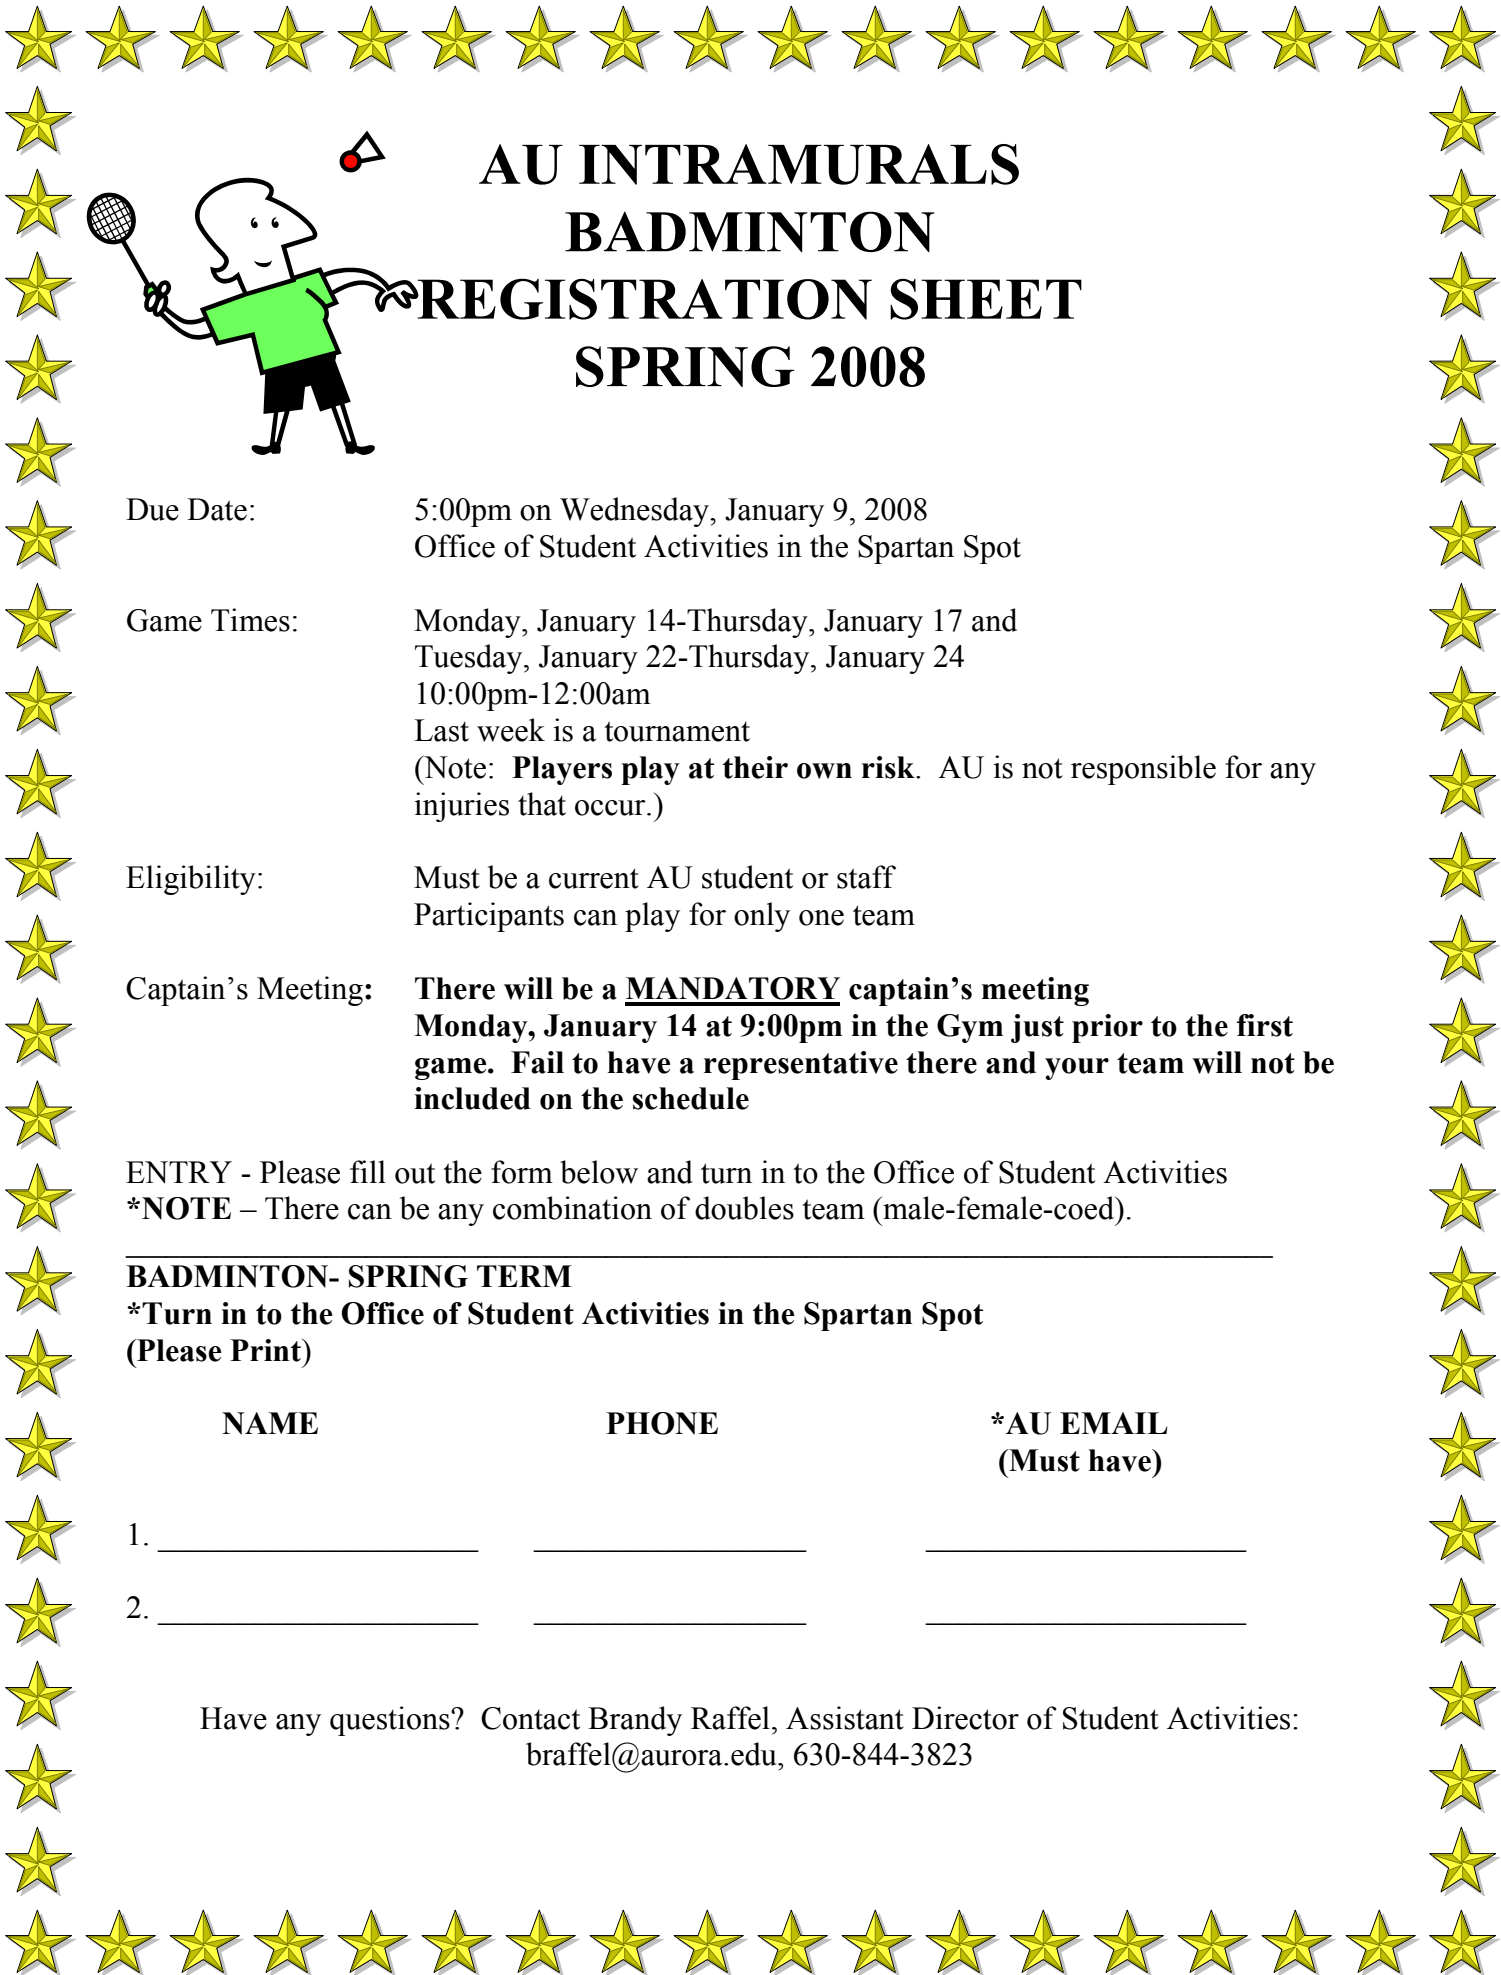 AU INTRAMURALS
BADMINTON
REGISTRATION SHEET
SPRING 2008
Due Date: 5:00pm on Wednesday, January 9, 2008
Office of Student Activities in the Spartan Spot
Game Times: Monday, January 14-Thursday, January 17 and
Tuesday, January 22-Thursday, January 24
10:00pm-12:00am
Last week is a tournament
(Note:  Players play at their own risk.  AU is not responsible for any
injuries that occur.)
Eligibility: Must be a current AU student or staff
Participants can play for only one team
Captain’s Meeting: There will be a MANDATORY captain’s meeting
Monday, January 14 at 9:00pm in the Gym just prior to the first
game.  Fail to have a representative there and your team will not be
included on the schedule
ENTRY - Please fill out the form below and turn in to the Office of Student Activities
*NOTE – There can be any combination of doubles team (male-female-coed).
BADMINTON- SPRING TERM
*Turn in to the Office of Student Activities in the Spartan Spot
(Please Print)
NAME PHONE *AU EMAIL
(Must have)
1. ____________________ _________________ ____________________
2. ____________________ _________________ ____________________
Have any questions?  Contact Brandy Raffel, Assistant Director of Student Activities:
braffel@aurora.edu, 630-844-3823